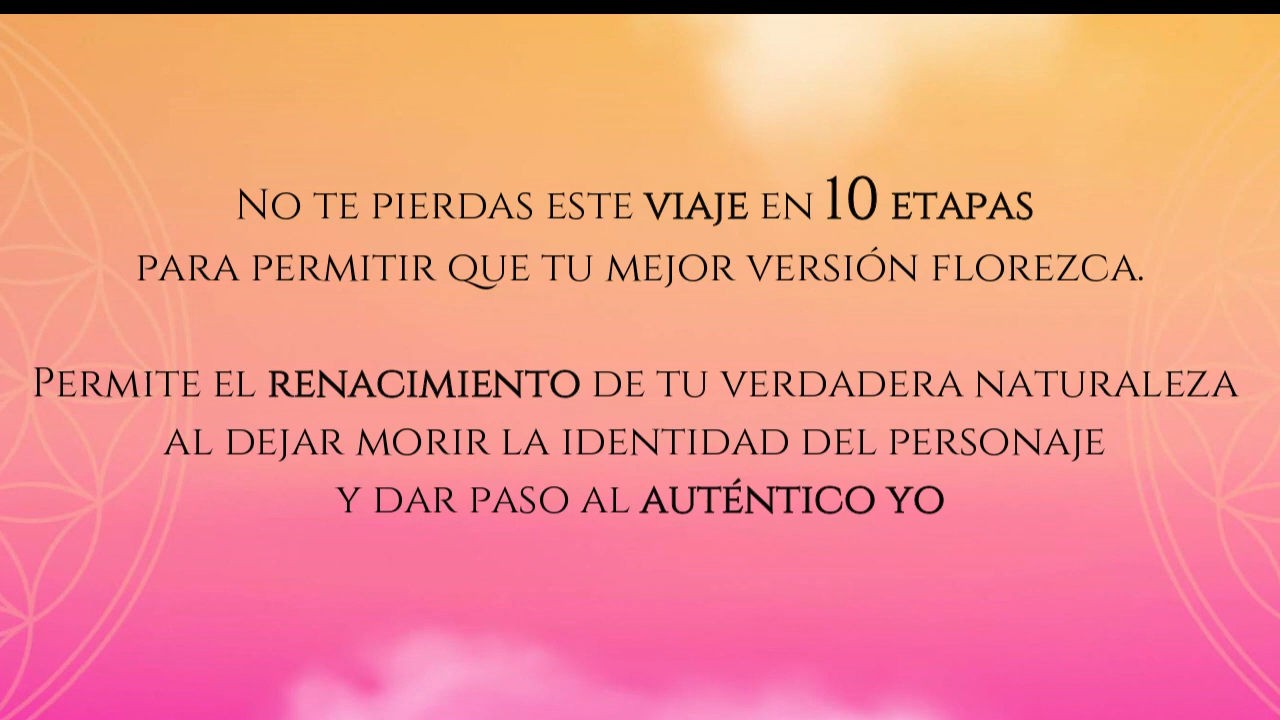 No te pierdas este viaje en 10 etapas
para permitir que tu mejor versión florezca.
Permite el renacimiento de tu verdadera naturaleza
al dejar morir la identidad del personaje
y dar paso al auténtico yo